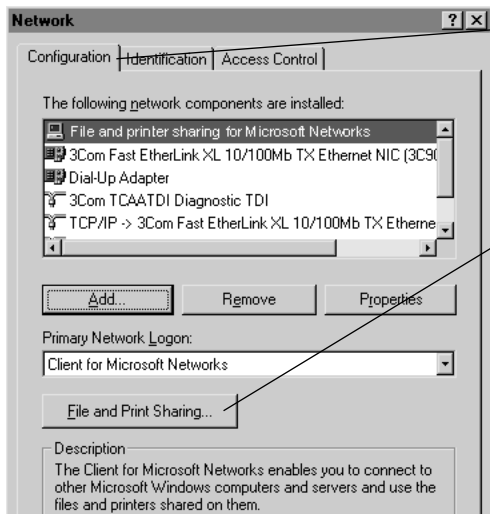 Network
Configuration Identification Access Control
The following network components are installed:
File and printer sharing for Microsoft Networks
3Com Fast EtherLink XL 10/100Mb TX Ethernet NIC (3C90
Dial-Up Adapter
3Com TCAATDI Diagnostic TDI
TCP/IP -> 3Com Fast EtherLink XL 10/100Mb TX Etherne
Add... Remove Properties
Primary Network Logon:
Client for Microsoft Networks
File and Print Sharing...
Description
The Client for Microsoft Networks enables you to connect to
other Microsoft Windows computers and servers and use the
files and printers shared on them.